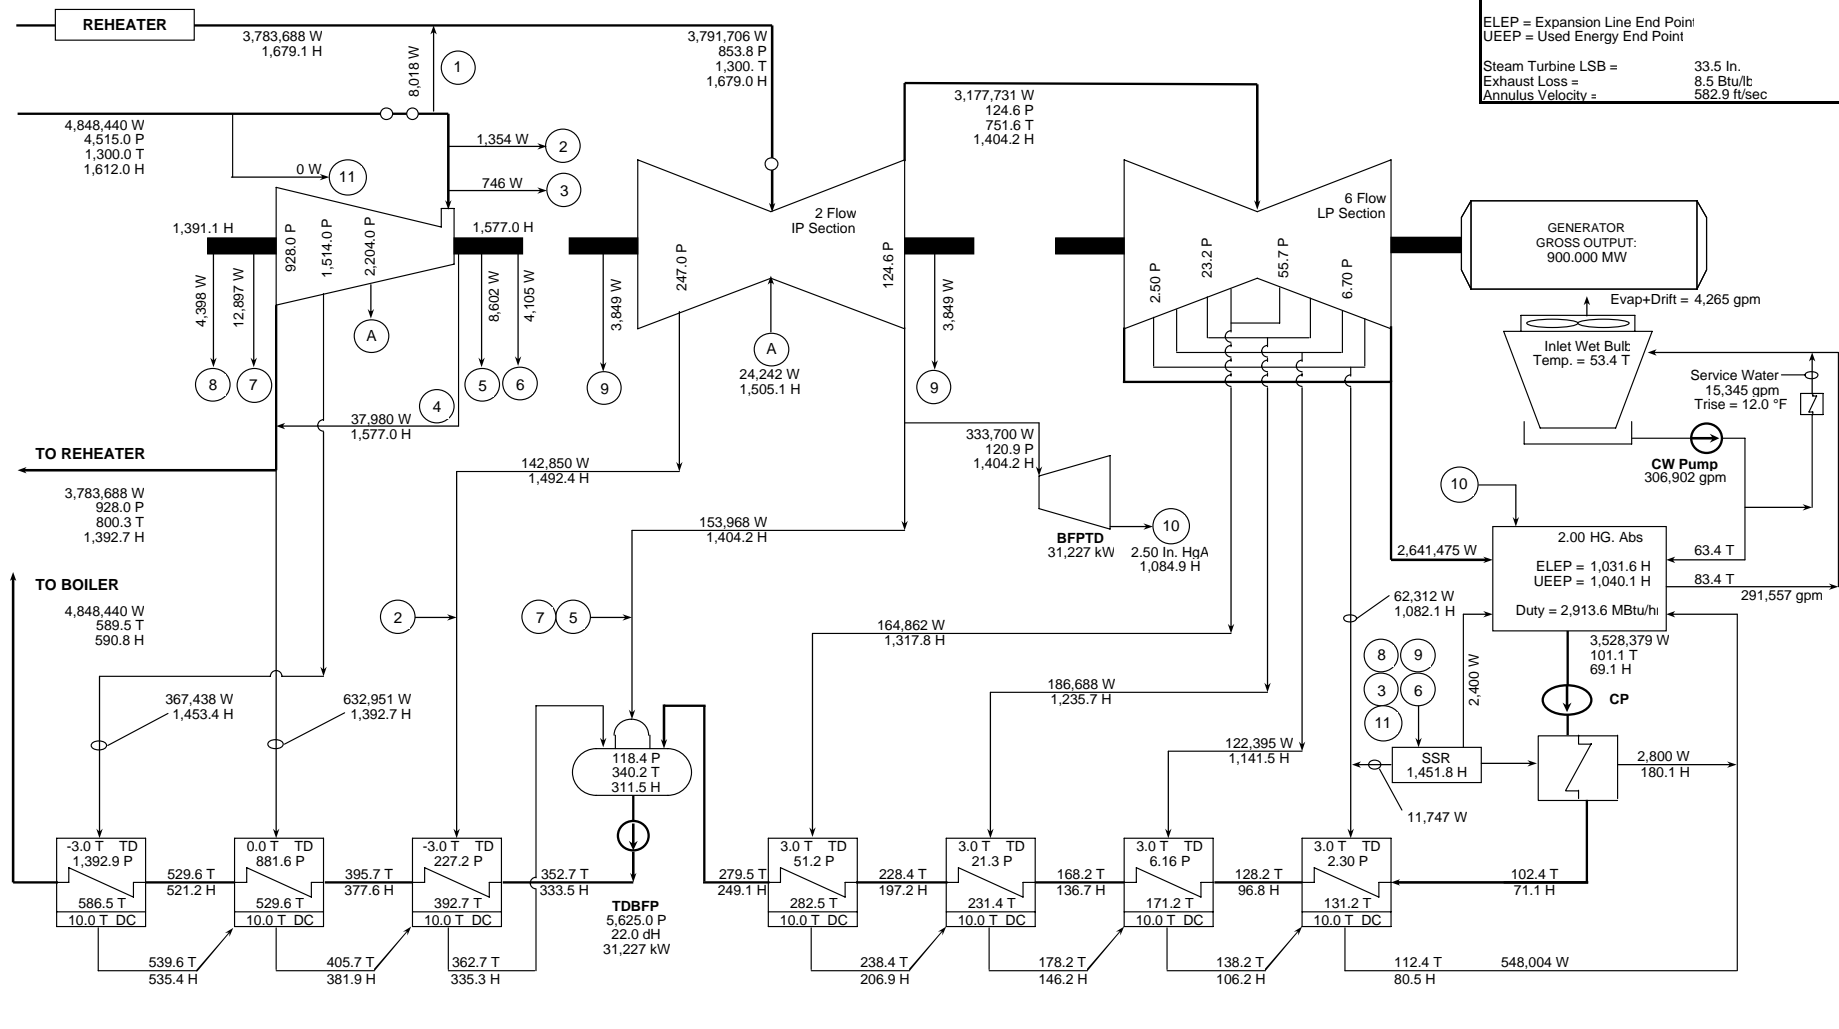 REHEATER
3,783,688 W
1,679.1 H
8,018 W
1
3,791,706 W
853.8 P
1,300. T
1,679.0 H
ELEP = Expansion Line End Point
UEEP = Used Energy End Point
Steam Turbine LSB = 33.5 In.
Exhaust Loss = 8.5 Btu/lb
Annulus Velocity = 582.9 ft/sec
4,848,440 W
4,515.0 P
1,300.0 T
1,612.0 H
0 W
11
1,354 W
2
746 W
3
3,177,731 W
124.6 P
751.6 T
1,404.2 H
1,391.1 H
928.0 P
1,514.0 P
2,204.0 P
1,577.0 H
4,398 W
12,897 W
8,602 W
4,105 W
8
7
A
5
6
4
37,980 W
1,577.0 H
2 Flow
IP Section
247.0 P
124.6 P
3,849 W
3,849 W
9
9
A
24,242 W
1,505.1 H
6 Flow
LP Section
2.50 P
23.2 P
55.7 P
6.70 P
GENERATOR
GROSS OUTPUT:
900.000 MW
Evap+Drift = 4,265 gpm
Inlet Wet Bulb
Temp. = 53.4 T
Service Water
15,345 gpm
Trise = 12.0 °F
CW Pump
306,902 gpm
TO REHEATER
3,783,688 W
928.0 P
800.3 T
1,392.7 H
142,850 W
1,492.4 H
333,700 W
120.9 P
1,404.2 H
153,968 W
1,404.2 H
BFPTD
31,227 kW
10
2.50 In. HgA
1,084.9 H
10
2.00 HG. Abs
ELEP = 1,031.6 H
UEEP = 1,040.1 H
Duty = 2,913.6 MBtu/hr
2,641,475 W
63.4 T
83.4 T
291,557 gpm
TO BOILER
4,848,440 W
589.5 T
590.8 H
2
7
5
164,862 W
1,317.8 H
62,312 W
1,082.1 H
3,528,379 W
101.1 T
69.1 H
CP
8
9
3
6
11
2,400 W
367,438 W
1,453.4 H
632,951 W
1,392.7 H
186,688 W
1,235.7 H
122,395 W
1,141.5 H
SSR
1,451.8 H
11,747 W
2,800 W
180.1 H
118.4 P
340.2 T
311.5 H
TDBFP
5,625.0 P
22.0 dH
31,227 kW
-3.0 T TD
1,392.9 P
586.5 T
10.0 T DC
529.6 T
521.2 H
0.0 T TD
881.6 P
529.6 T
10.0 T DC
395.7 T
377.6 H
-3.0 T TD
227.2 P
392.7 T
10.0 T DC
352.7 T
333.5 H
279.5 T
249.1 H
3.0 T TD
51.2 P
282.5 T
10.0 T DC
228.4 T
197.2 H
3.0 T TD
21.3 P
231.4 T
10.0 T DC
168.2 T
136.7 H
3.0 T TD
6.16 P
171.2 T
10.0 T DC
128.2 T
96.8 H
3.0 T TD
2.30 P
131.2 T
10.0 T DC
102.4 T
71.1 H
539.6 T
535.4 H
405.7 T
381.9 H
362.7 T
335.3 H
238.4 T
206.9 H
178.2 T
146.2 H
138.2 T
106.2 H
112.4 T
80.5 H
548,004 W